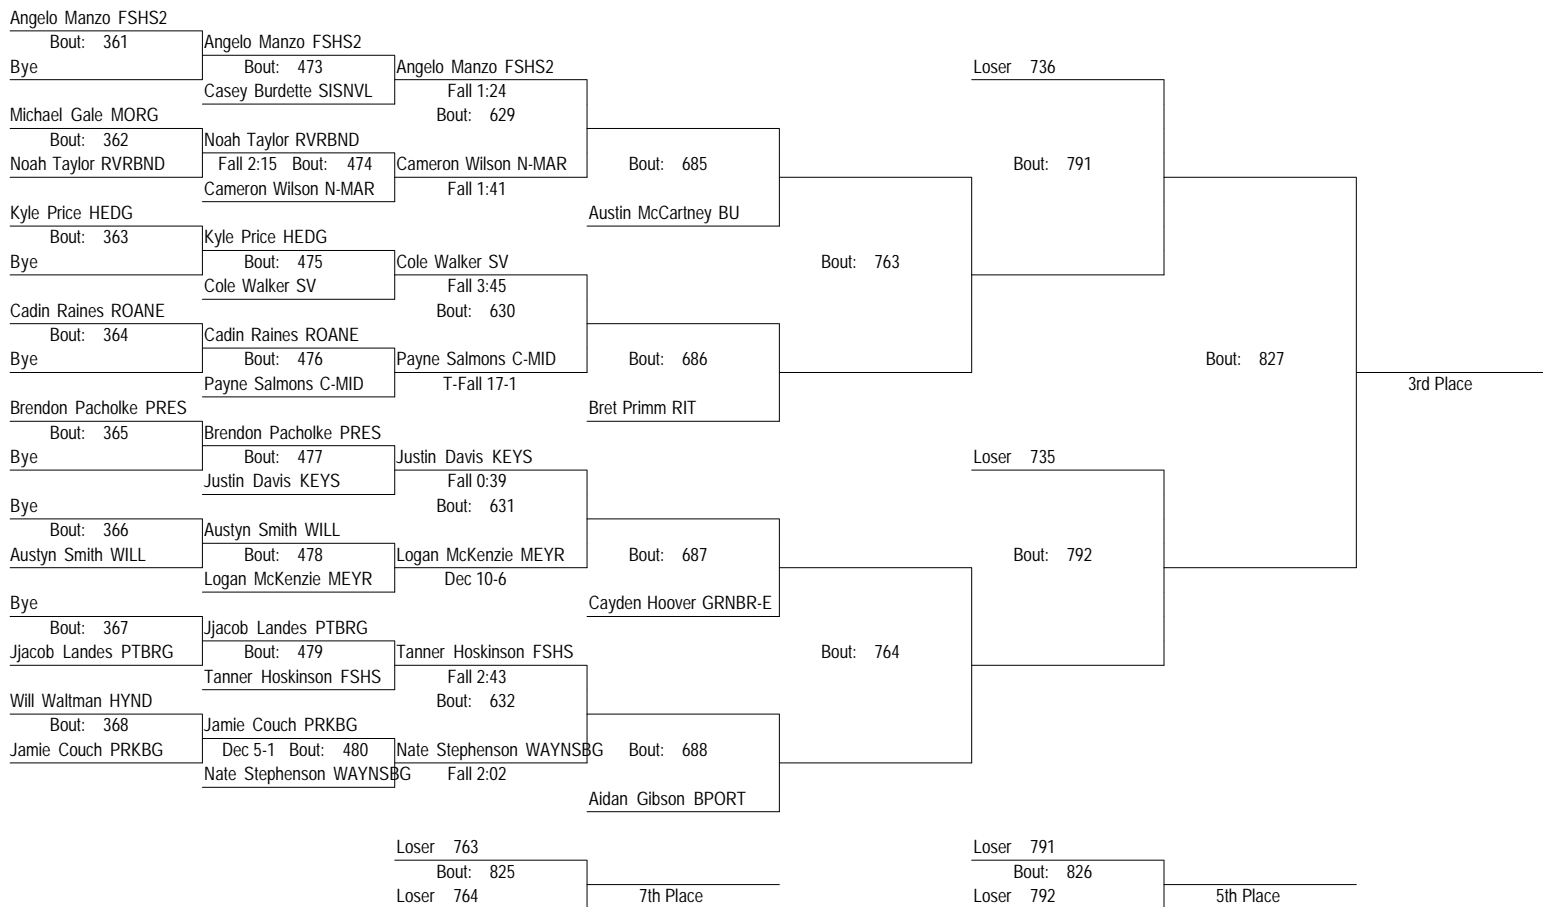 Angelo Manzo FSHS2
Bout: 361
Bye
Michael Gale MORG
Bout: 362
Noah Taylor RVRBND
Kyle Price HEDG
Bout: 363
Bye
Cadin Raines ROANE
Bout: 364
Bye
Brendon Pacholke PRES
Bout: 365
Bye
Bye
Bout: 366
Austyn Smith WILL
Bye
Bout: 367
Jjacob Landes PTBRG
Will Waltman HYND
Bout: 368
Jamie Couch PRKBG
Angelo Manzo FSHS2
Bout: 473
Casey Burdette SISNVL
Noah Taylor RVRBND
Fall 2:15 Bout: 474
Cameron Wilson N-MAR
Kyle Price HEDG
Bout: 475
Cole Walker SV
Cadin Raines ROANE
Bout: 476
Payne Salmons C-MID
Brendon Pacholke PRES
Bout: 477
Justin Davis KEYS
Austyn Smith WILL
Bout: 478
Logan McKenzie MEYR
Jjacob Landes PTBRG
Bout: 479
Tanner Hoskinson FSHS
Jamie Couch PRKBG
Dec 5-1 Bout: 480
Nate Stephenson WAYNSBG
Angelo Manzo FSHS2
Fall 1:24
Bout: 629
Cameron Wilson N-MAR
Fall 1:41
Cole Walker SV
Fall 3:45
Bout: 630
Payne Salmons C-MID
T-Fall 17-1
Justin Davis KEYS
Fall 0:39
Bout: 631
Logan McKenzie MEYR
Dec 10-6
Tanner Hoskinson FSHS
Fall 2:43
Bout: 632
Nate Stephenson WAYNSBG
Fall 2:02
Bout: 685
Austin McCartney BU
Bout: 686
Bret Primm RIT
Bout: 687
Cayden Hoover GRNBR-E
Bout: 688
Aidan Gibson BPORT
Bout: 763
Bout: 764
Loser 736
Bout: 791
Loser 735
Bout: 792
Bout: 827
3rd Place
Loser 763
Bout: 825
Loser 764
7th Place
Loser 791
Bout: 826
Loser 792
5th Place